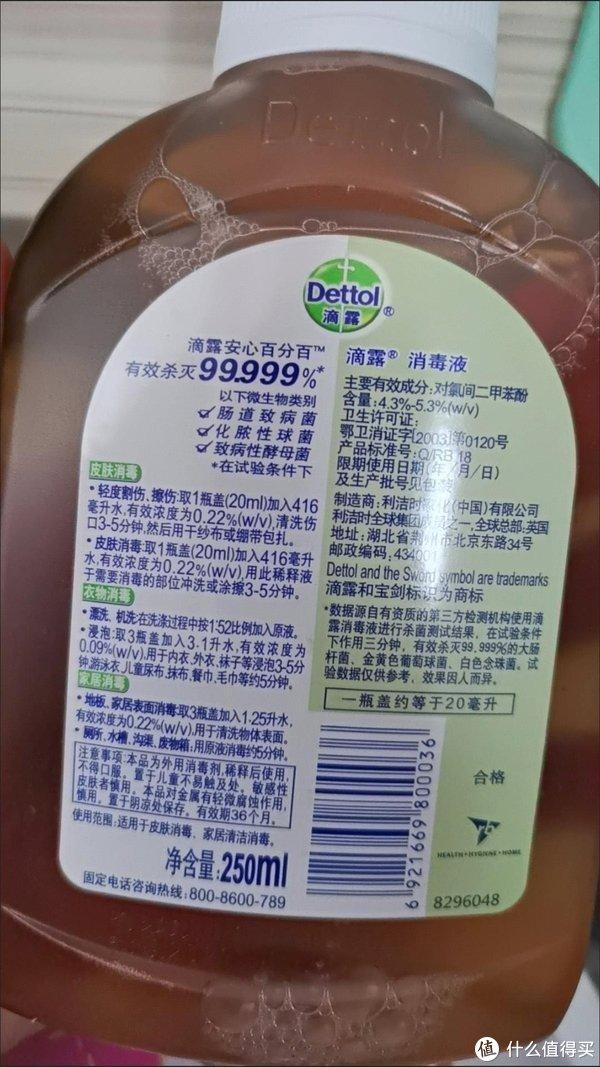 Dettol
Dettol
滴露
®
滴露安心百分百™
有效杀灭99.999%*
以下微生物类别
肠道致病菌
化脓性球菌
致病性酵母菌
*在试验条件下
皮肤消毒
• 轻度割伤、擦伤:取1瓶盖(20ml)加入416
毫升水,有效浓度为0.22%(w/v),清洗伤
口3-5分钟,然后用干纱布或绷带包扎。
• 皮肤消毒:取1瓶盖(20ml)加入416毫升
水,有效浓度为0.22%(w/v),用此稀释液
于需要消毒的部位冲洗或涂擦3-5分钟。
衣物消毒
• 漂洗、机洗:在洗涤过程中按1:52比例加入原液。
• 浸泡:取3瓶盖加入3.1升水,有效浓度为
0.09%(w/v),用于内衣、外衣、袜子等浸泡3-5分
钟,游泳衣、儿童尿布、抹布、餐巾、毛巾等约5分钟。
家居消毒
• 地板、家居表面消毒:取3瓶盖加入1.25升水,
有效浓度为0.22%(w/v),用于清洗物体表面。
• 厕所、水槽、沟渠、废物箱:用原液消毒约5分钟。
注意事项:本品为外用消毒剂,稀释后使用,
不得口服。置于儿童不易触及处。敏感性
皮肤者慎用。本品对金属有轻微腐蚀作用,
慎用。置于阴凉处保存。有效期36个月。
使用范围:适用于皮肤消毒、家居清洁消毒。
净含量:250ml
固定电话咨询热线:800-8600-789
滴露® 消毒液
主要有效成分:对氯间二甲苯酚
含量:4.3%-5.3%(w/v)
卫生许可证:
鄂卫消证字[2003]第0120号
产品标准号:Q/RB 18
限期使用日期(年/月/日)
及生产批号见包
制造商:利洁时家化(中国)有限公司
利洁时全球集团成员之一,全球总部:英国
地址:湖北省荆州市北京东路34号
邮政编码:434001
Dettol and the Sword symbol are trademarks
滴露和宝剑标识为商标
*数据源自有资质的第三方检测机构使用滴
露消毒液进行杀菌测试结果,在试验条件
下作用三分钟,有效杀灭99.999%的大肠
杆菌、金黄色葡萄球菌、白色念珠菌。试
验数据仅供参考,效果因人而异。
一瓶盖约等于20毫升
6 921669 800036
合格
HEALTH • HYGIENE • HOME
8296048
值 什么值得买